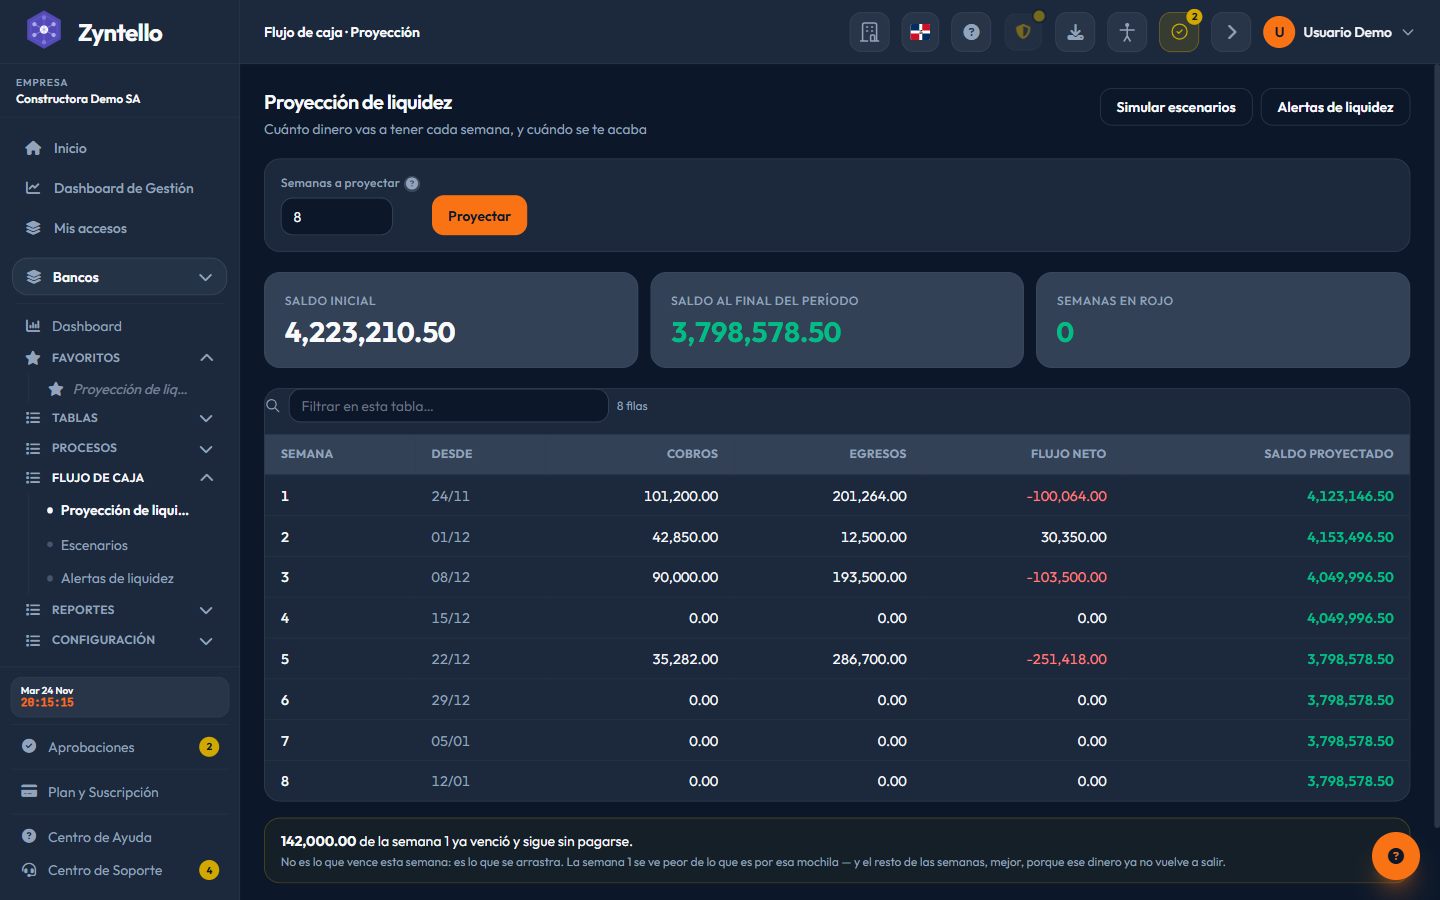 Zyntello
Flujo de caja · Proyección
2
U
Usuario Demo
EMPRESA
Constructora Demo SA
Inicio
Dashboard de Gestión
Mis accesos
Bancos
Dashboard
FAVORITOS
Proyección de liq...
TABLAS
PROCESOS
FLUJO DE CAJA
Proyección de liqui...
Escenarios
Alertas de liquidez
REPORTES
CONFIGURACIÓN
Mar 24 Nov
20:15:15
Aprobaciones 2
Plan y Suscripción
Centro de Ayuda
Centro de Soporte 4
Proyección de liquidez
Cuánto dinero vas a tener cada semana, y cuándo se te acaba
Simular escenarios
Alertas de liquidez
Semanas a proyectar ?
8
Proyectar
SALDO INICIAL
4,223,210.50
SALDO AL FINAL DEL PERÍODO
3,798,578.50
SEMANAS EN ROJO
0
Filtrar en esta tabla... 8 filas
SEMANA DESDE COBROS EGRESOS FLUJO NETO SALDO PROYECTADO
1 24/11 101,200.00 201,264.00 -100,064.00 4,123,146.50
2 01/12 42,850.00 12,500.00 30,350.00 4,153,496.50
3 08/12 90,000.00 193,500.00 -103,500.00 4,049,996.50
4 15/12 0.00 0.00 0.00 4,049,996.50
5 22/12 35,282.00 286,700.00 -251,418.00 3,798,578.50
6 29/12 0.00 0.00 0.00 3,798,578.50
7 05/01 0.00 0.00 0.00 3,798,578.50
8 12/01 0.00 0.00 0.00 3,798,578.50
142,000.00 de la semana 1 ya venció y sigue sin pagarse.
No es lo que vence esta semana: es lo que se arrastra. La semana 1 se ve peor de lo que es por esa mochila — y el resto de las semanas, mejor, porque ese dinero ya no vuelve a salir.